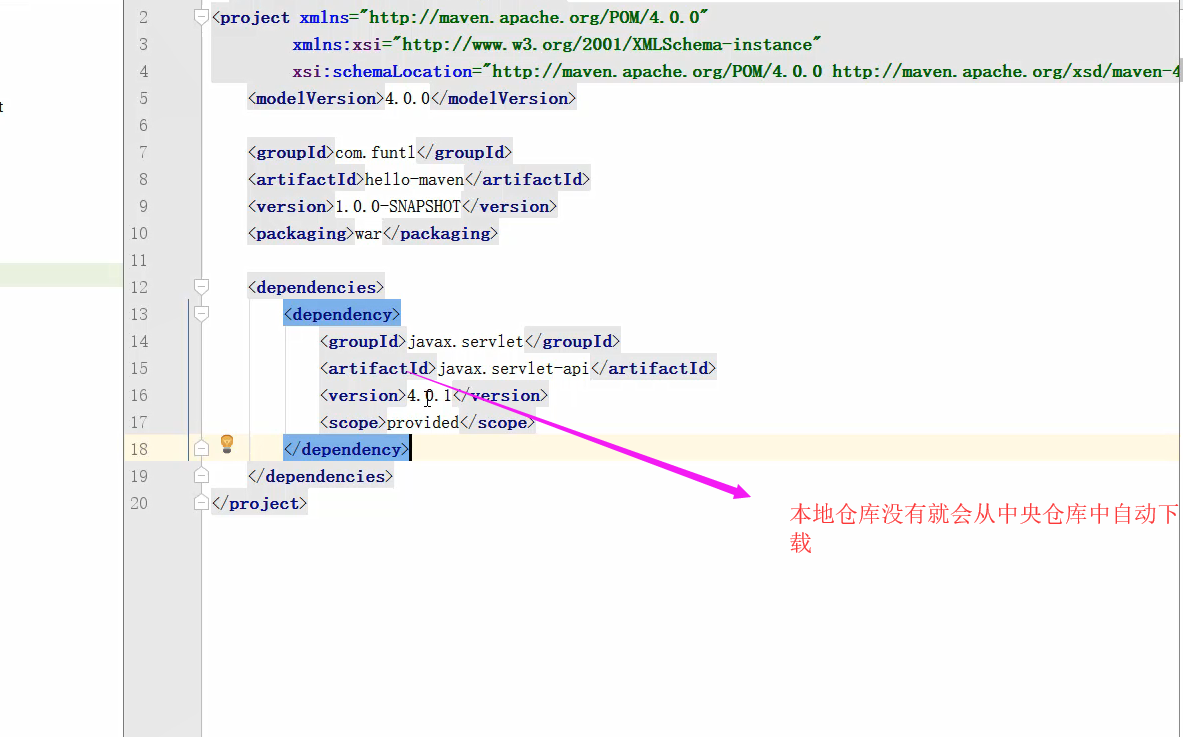 2 <project xmlns="http://maven.apache.org/POM/4.0.0"
3 xmlns:xsi="http://www.w3.org/2001/XMLSchema-instance"
4 xsi:schemaLocation="http://maven.apache.org/POM/4.0.0 http://maven.apache.org/xsd/maven-4
t
5 <modelVersion>4.0.0</modelVersion>
6
7 <groupId>com.funtl</groupId>
8 <artifactId>hello-maven</artifactId>
9 <version>1.0.0-SNAPSHOT</version>
10 <packaging>war</packaging>
11
12 <dependencies>
13 <dependency>
14 <groupId>javax.servlet</groupId>
15 <artifactId>javax.servlet-api</artifactId>
16 <version>4.0.1</version>
17 <scope>provided</scope>
18 </dependency>
19 </dependencies>
20 </project>
本地仓库没有就会从中央仓库中自动下
载